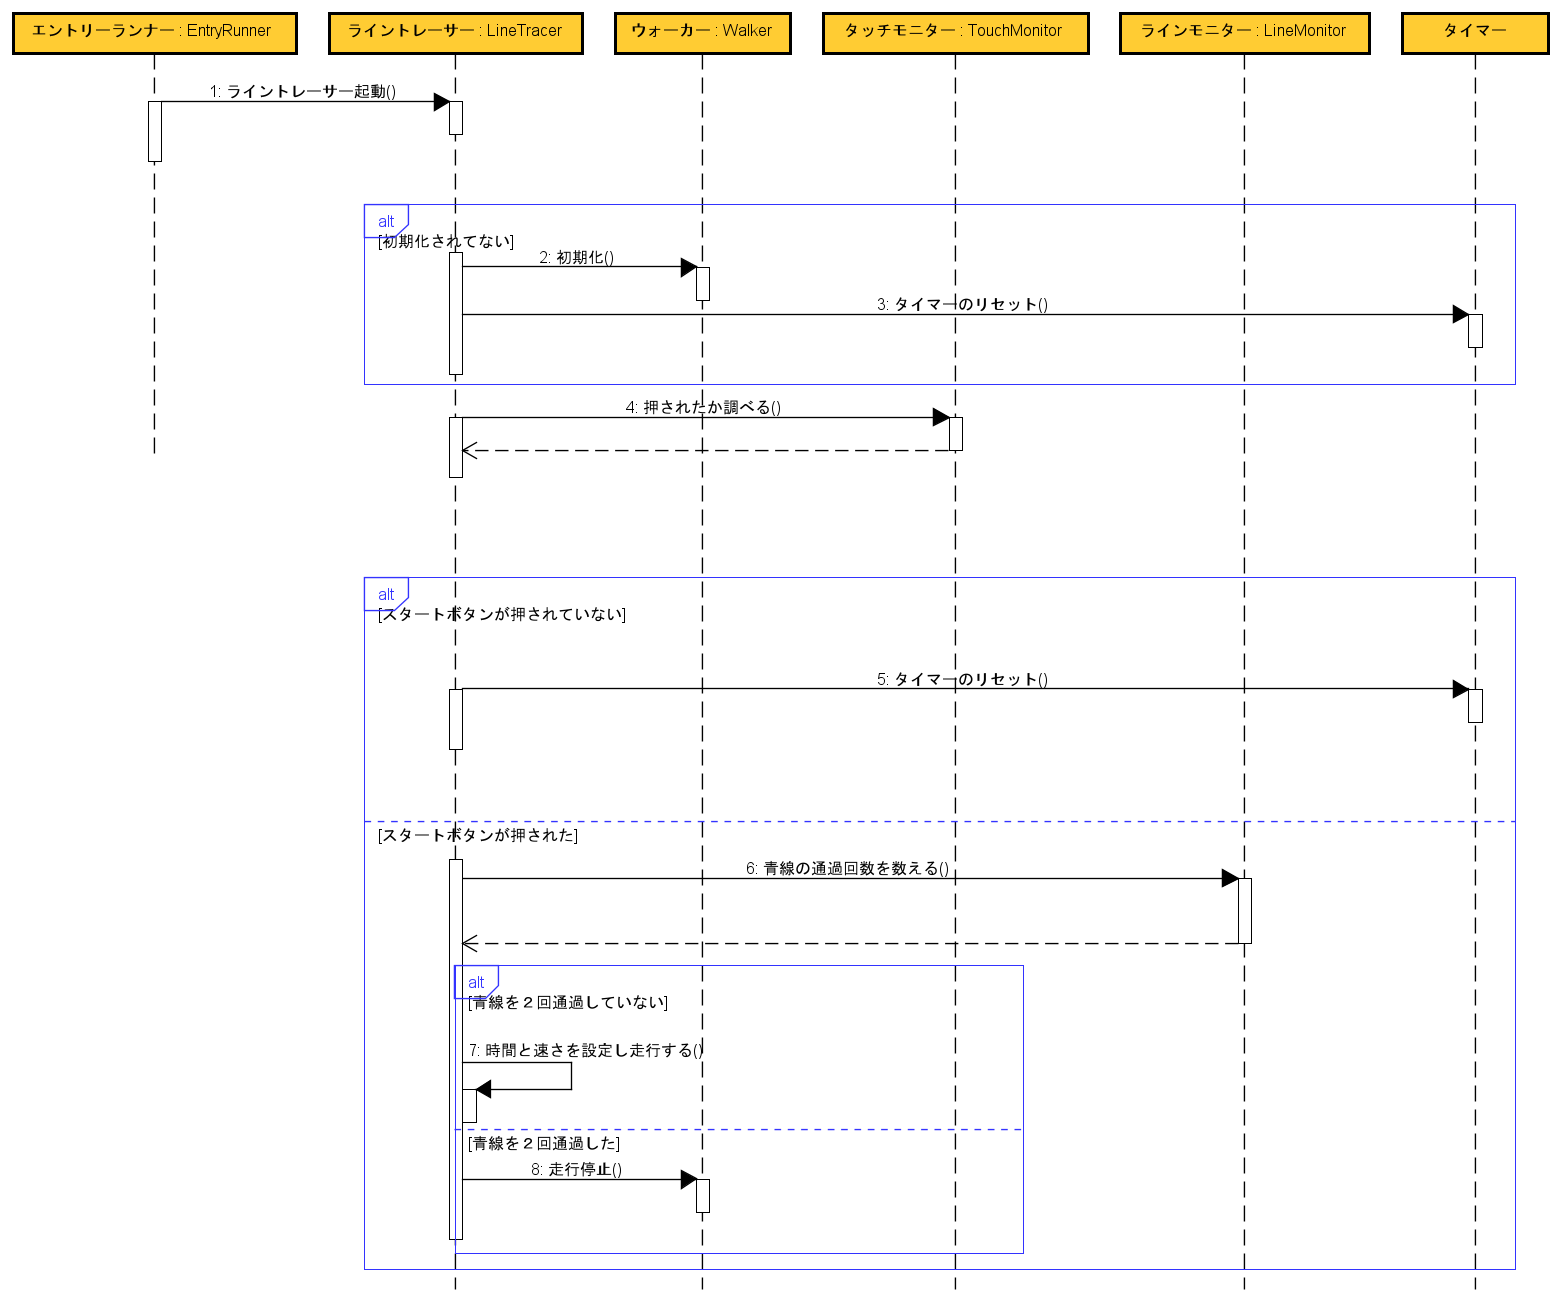 エントリーランナー : EntryRunner
ライントレーサー : LineTracer
ウォーカー : Walker
タッチモニター : TouchMonitor
ラインモニター : LineMonitor
タイマー
1: ライントレーサー起動()
alt
[初期化されてない]
2: 初期化()
3: タイマーのリセット()
4: 押されたか調べる()
alt
[スタートボタンが押されていない]
5: タイマーのリセット()
[スタートボタンが押された]
6: 青線の通過回数を数える()
alt
[青線を２回通過していない]
7: 時間と速さを設定し走行する()
[青線を２回通過した]
8: 走行停止()